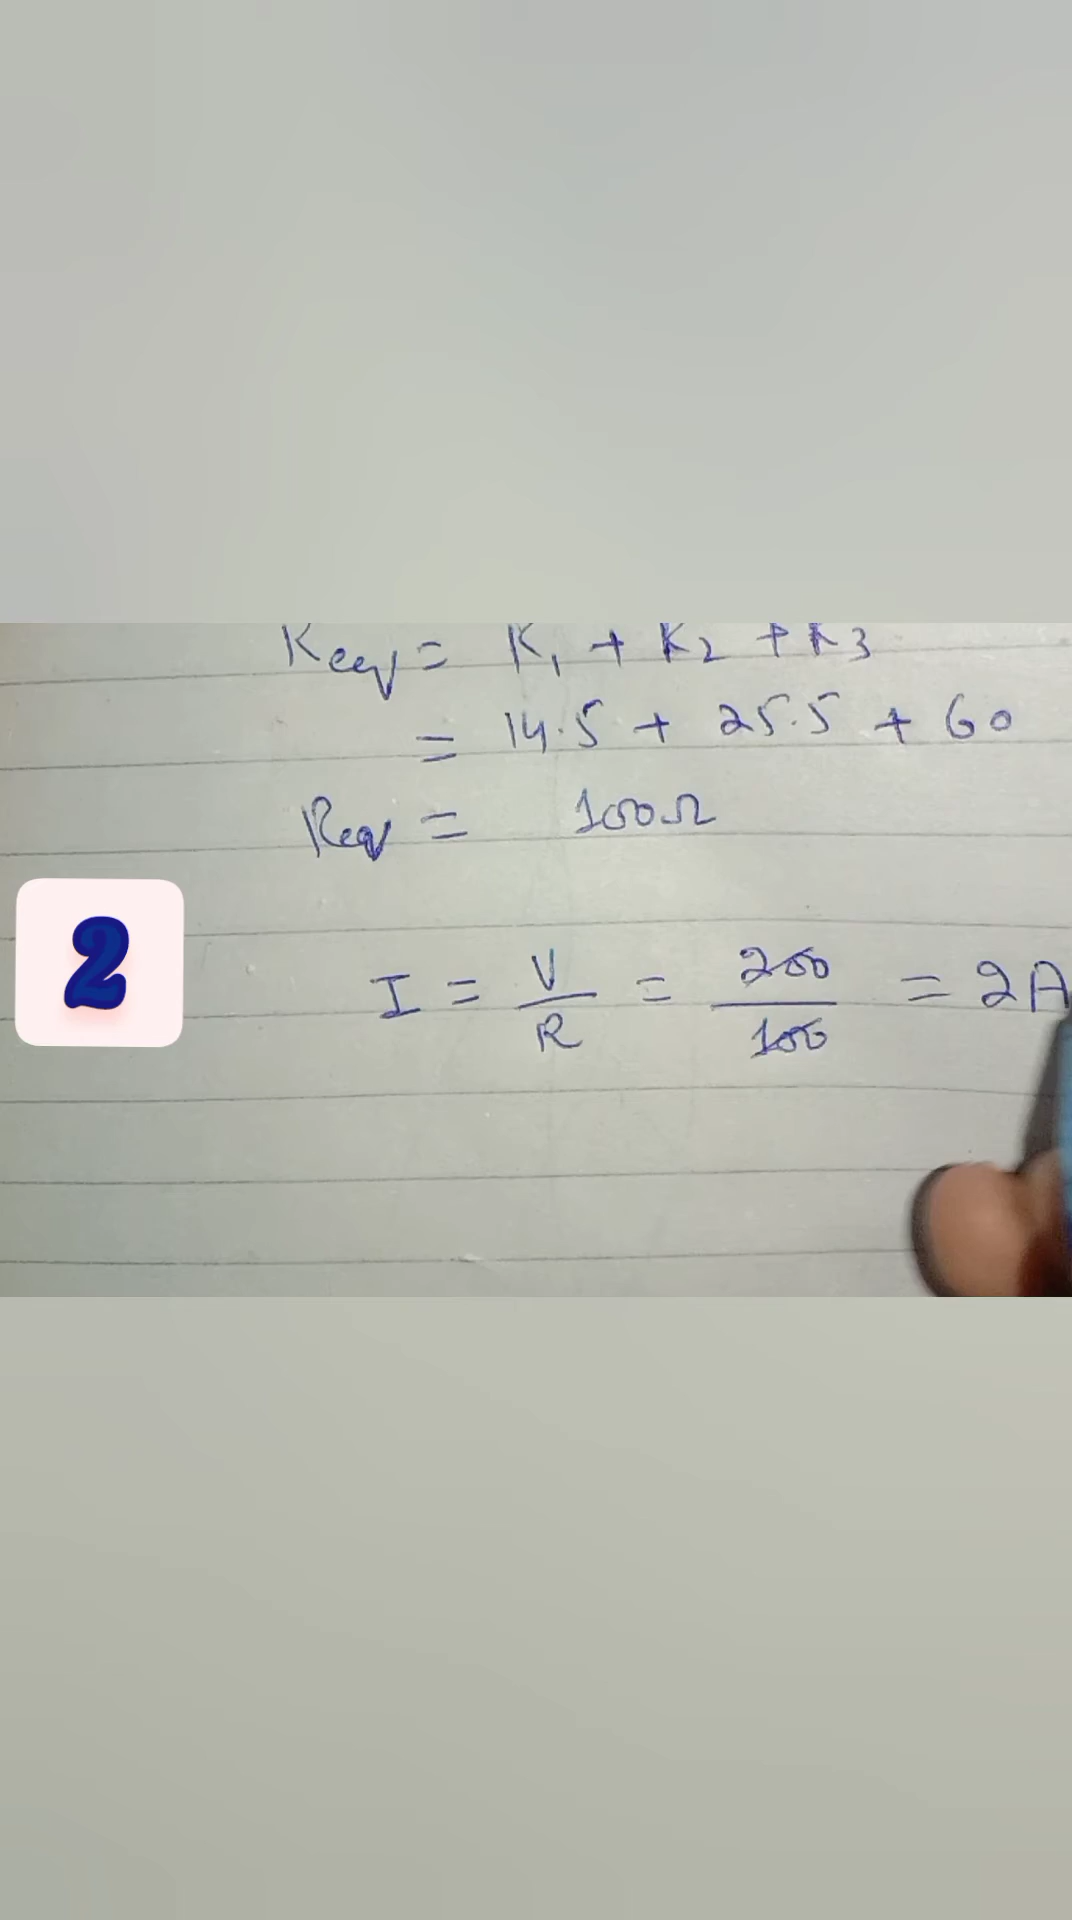 Req = R₁ + R₂ + R₃
= 14.5 + 25.5 + 60
Req = 100Ω
2
I = V/R = 200/100 = 2A